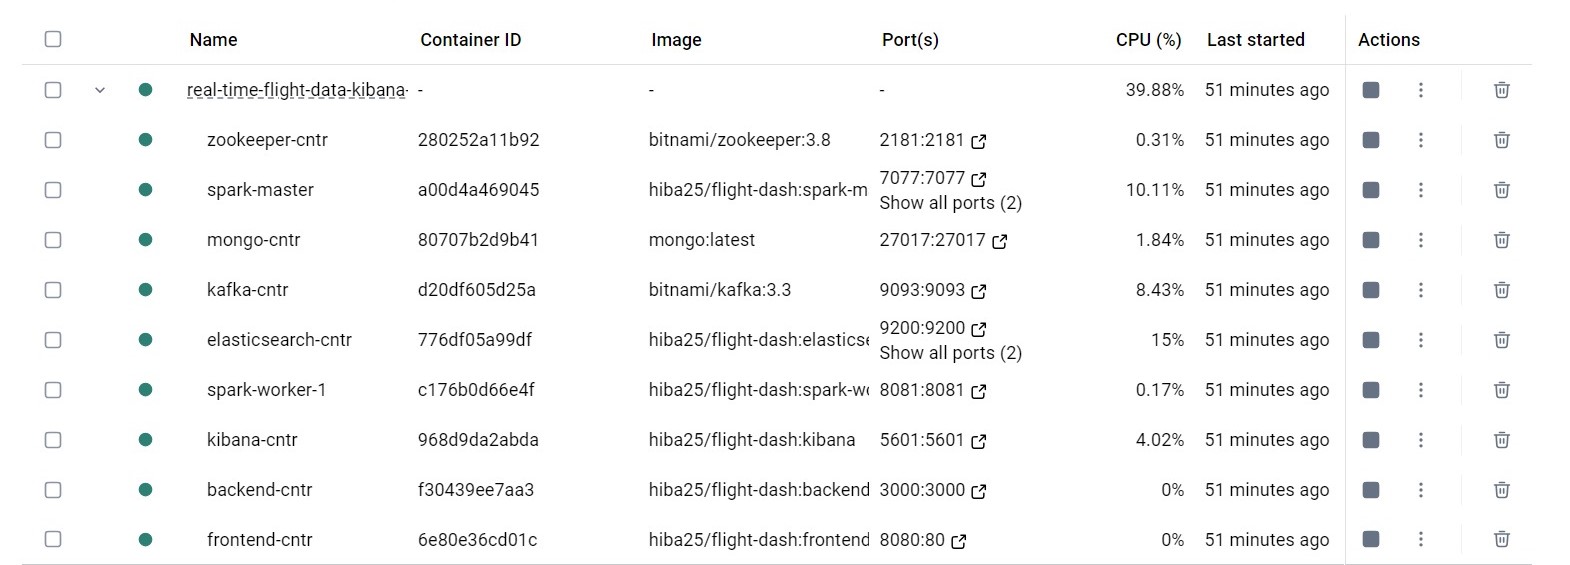 Name Container ID Image Port(s) CPU (%) Last started Actions
real-time-flight-data-kibana- - - - 39.88% 51 minutes ago
zookeeper-cntr 280252a11b92 bitnami/zookeeper:3.8 2181:2181 0.31% 51 minutes ago
spark-master a00d4a469045 hiba25/flight-dash:spark-m 7077:7077 10.11% 51 minutes ago
Show all ports (2)
mongo-cntr 80707b2d9b41 mongo:latest 27017:27017 1.84% 51 minutes ago
kafka-cntr d20df605d25a bitnami/kafka:3.3 9093:9093 8.43% 51 minutes ago
elasticsearch-cntr 776df05a99df hiba25/flight-dash:elasticse 9200:9200 15% 51 minutes ago
Show all ports (2)
spark-worker-1 c176b0d66e4f hiba25/flight-dash:spark-wo 8081:8081 0.17% 51 minutes ago
kibana-cntr 968d9da2abda hiba25/flight-dash:kibana 5601:5601 4.02% 51 minutes ago
backend-cntr f30439ee7aa3 hiba25/flight-dash:backend 3000:3000 0% 51 minutes ago
frontend-cntr 6e80e36cd01c hiba25/flight-dash:frontend 8080:80 0% 51 minutes ago